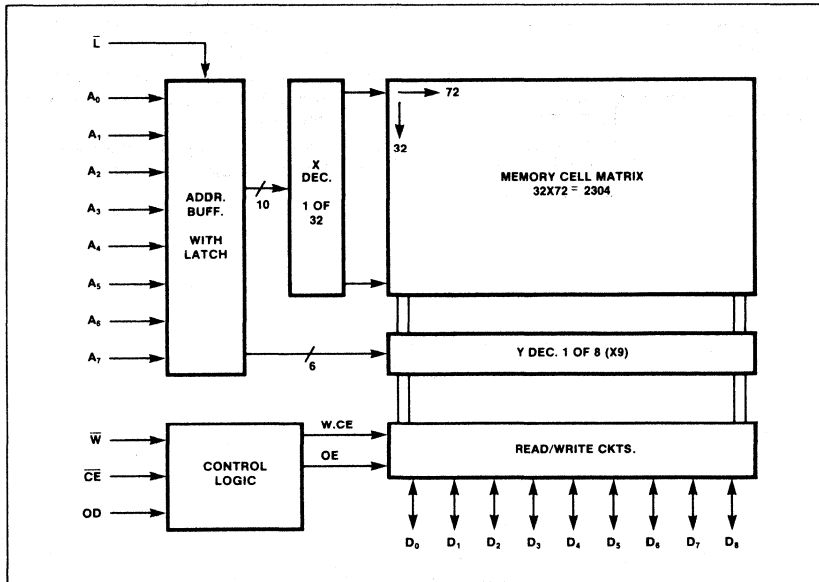 L̅
A₀
A₁
A₂
A₃
A₄
A₅
A₆
A₇
ADDR.
BUFF.
WITH
LATCH
10
6
X
DEC.
1 OF
32
72
32
MEMORY CELL MATRIX
32X72 = 2304
Y DEC. 1 OF 8 (X9)
W̅
C̅E̅
OD
CONTROL
LOGIC
W.CE
OE
READ/WRITE CKTS.
D₀ D₁ D₂ D₃ D₄ D₅ D₆ D₇ D₈